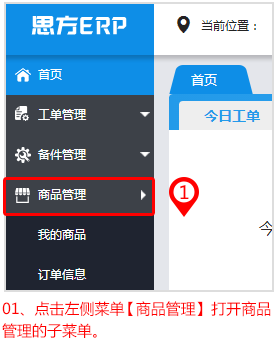 思方ERP
当前位置：
首页
首页
工单管理
今日工单
备件管理
商品管理
1
我的商品
今
订单信息
01、点击左侧菜单【商品管理】打开商品
管理的子菜单。